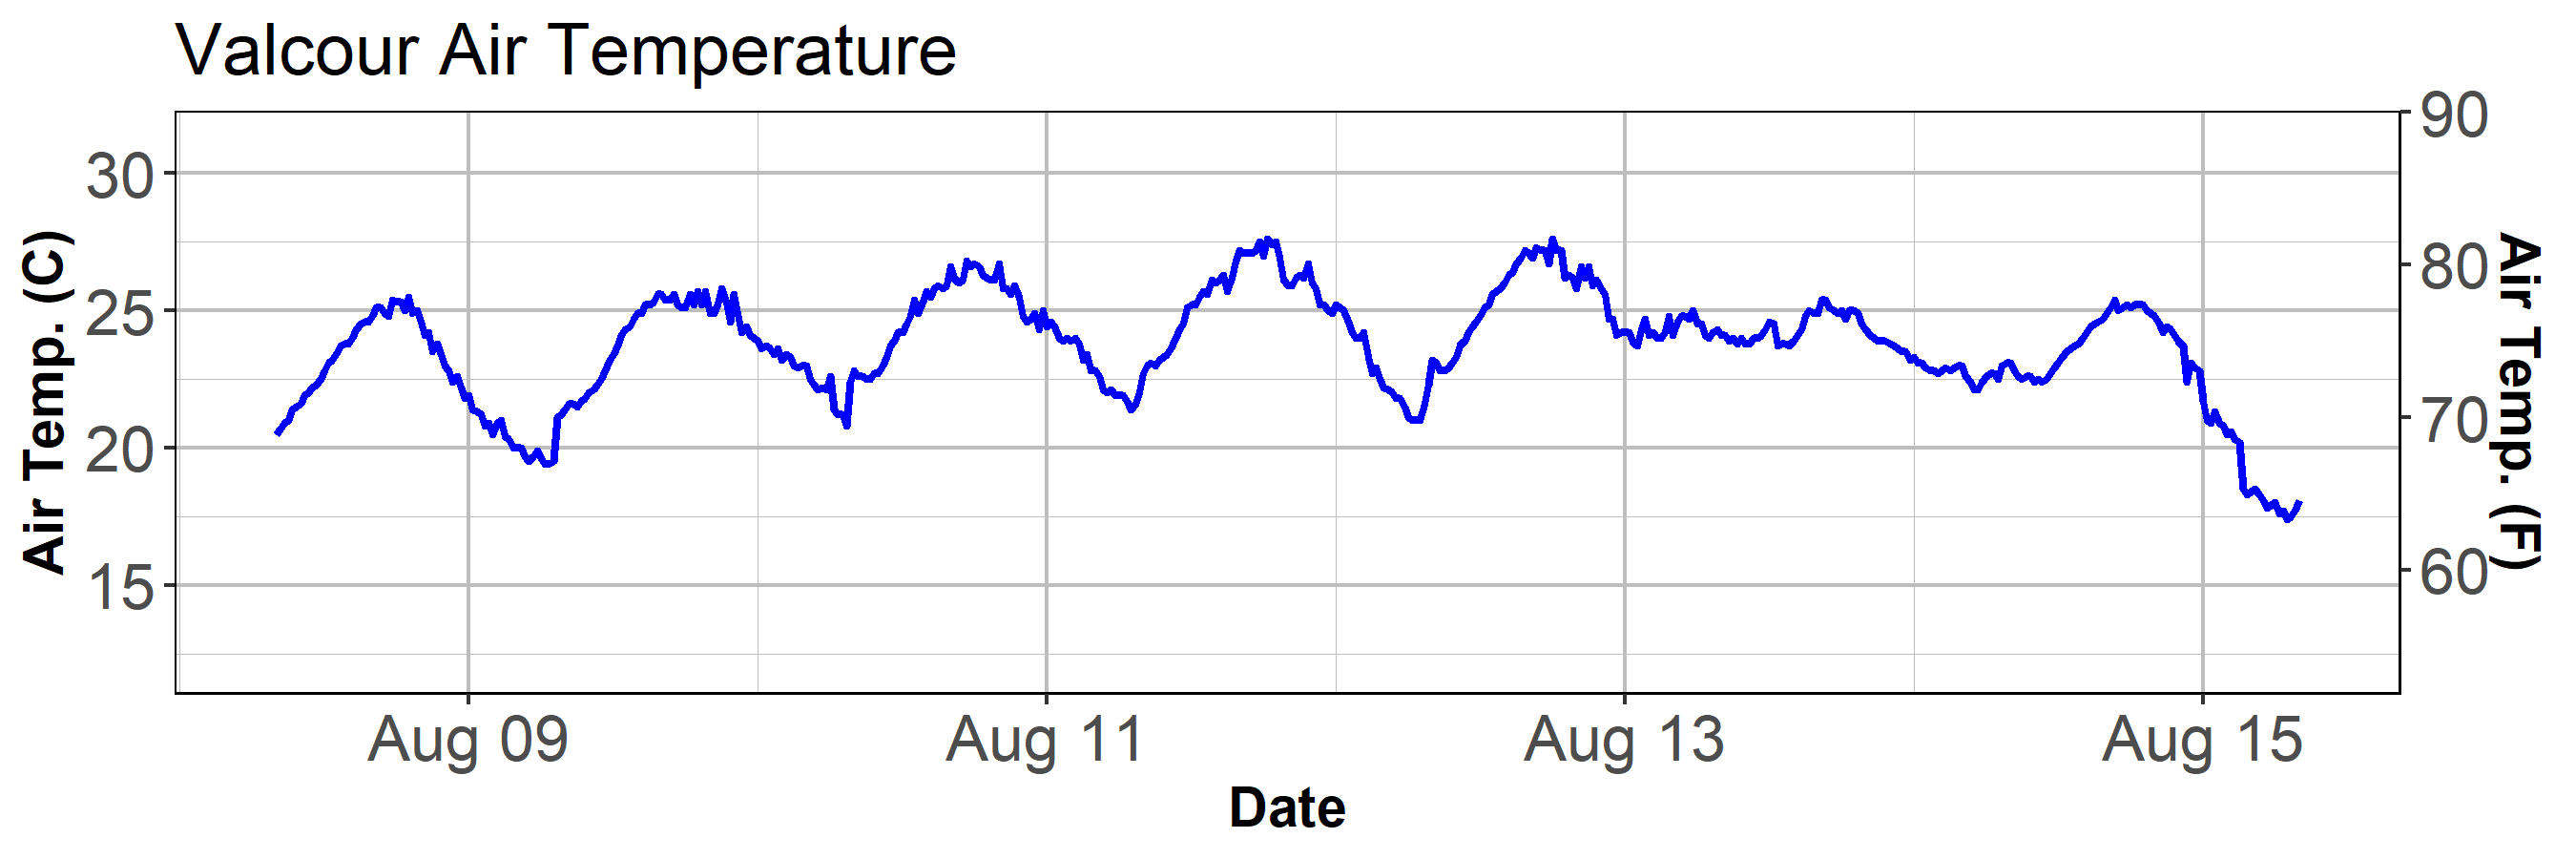 Valcour Air Temperature
Air Temp. (C)
30
25
20
15
90
80
70
60
Air Temp. (F)
Aug 09 Aug 11 Aug 13 Aug 15
Date